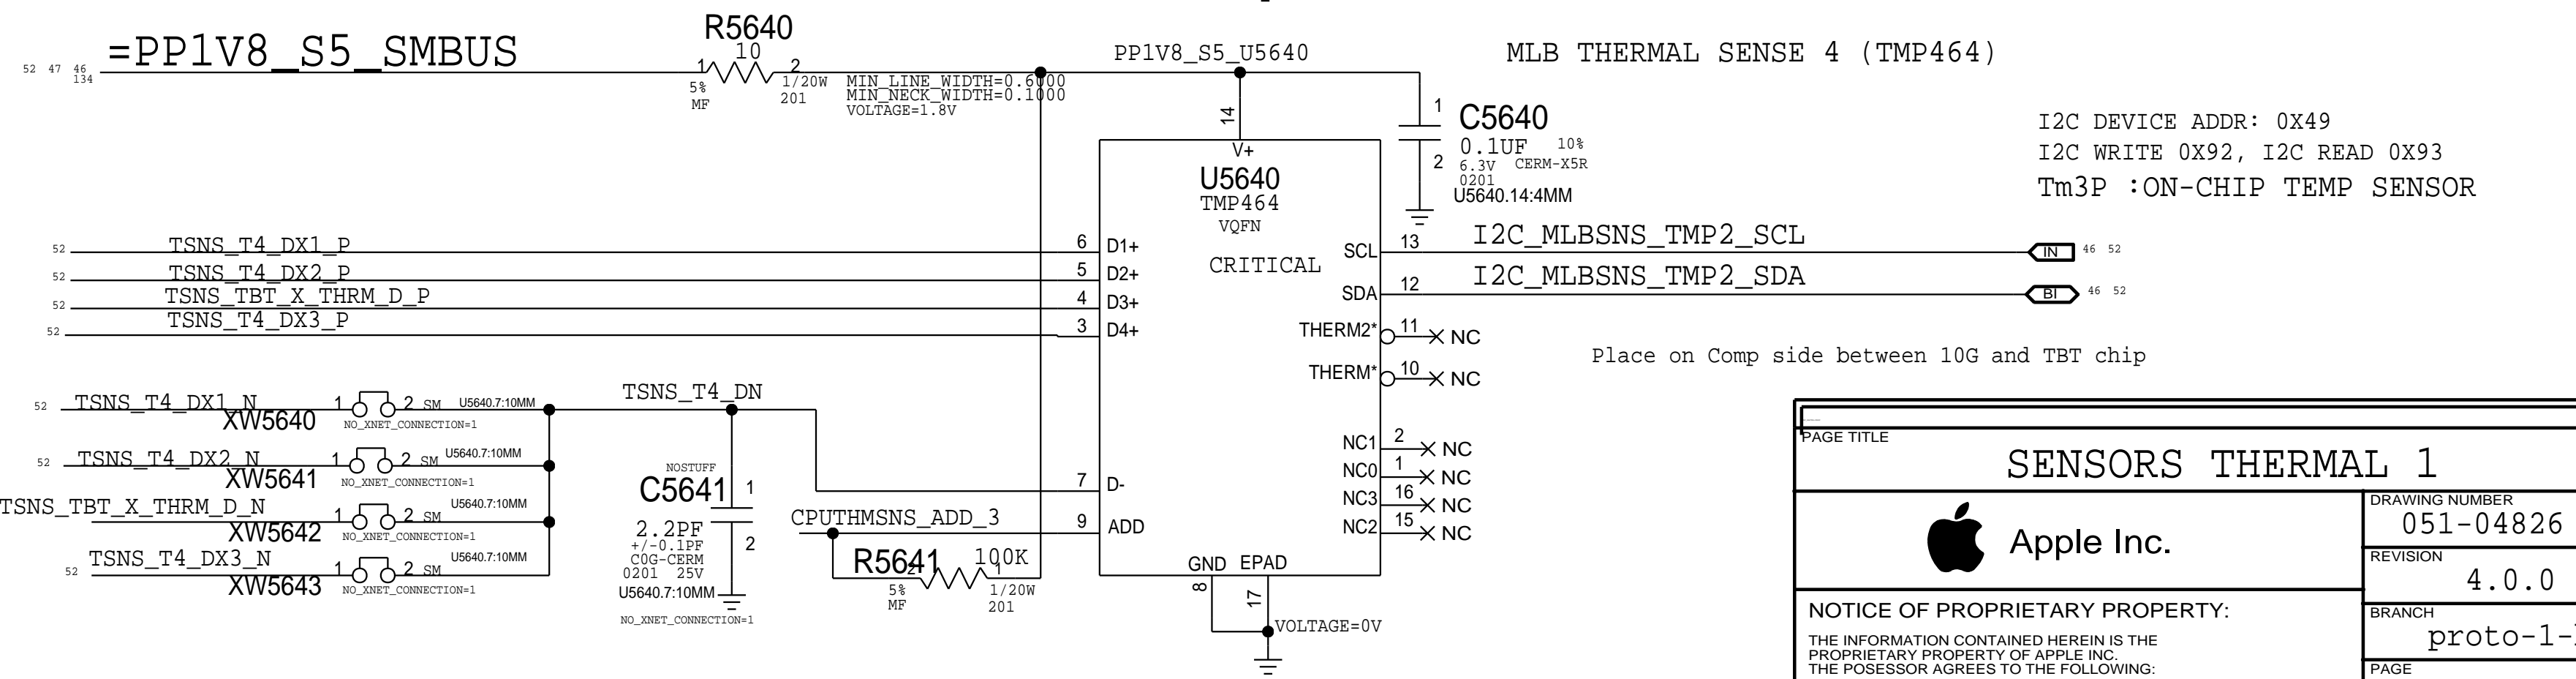 =PP1V8_S5_SMBUS
52 47 46
134
R5640
10
1 2
5%
MF
1/20W
201
MIN_LINE_WIDTH=0.6000
MIN_NECK_WIDTH=0.1000
VOLTAGE=1.8V
PP1V8_S5_U5640
MLB THERMAL SENSE 4 (TMP464)
14
V+
U5640
TMP464
VQFN
CRITICAL
1
C5640
0.1UF 10%
2
6.3V CERM-X5R
0201
U5640.14:4MM
I2C DEVICE ADDR: 0X49
I2C WRITE 0X92, I2C READ 0X93
Tm3P :ON-CHIP TEMP SENSOR
52 TSNS_T4_DX1_P 6 D1+
52 TSNS_T4_DX2_P 5 D2+
52 TSNS_TBT_X_THRM_D_P 4 D3+
52 TSNS_T4_DX3_P 3 D4+
SCL 13 I2C_MLBSNS_TMP2_SCL IN 46 52
SDA 12 I2C_MLBSNS_TMP2_SDA BI 46 52
THERM2* 11 NC
THERM* 10 NC
Place on Comp side between 10G and TBT chip
52 TSNS_T4_DX1_N 1 2 SM U5640.7:10MM
XW5640 NO_XNET_CONNECTION=1
52 TSNS_T4_DX2_N 1 2 SM U5640.7:10MM
XW5641 NO_XNET_CONNECTION=1
TSNS_TBT_X_THRM_D_N 1 2 SM U5640.7:10MM
XW5642 NO_XNET_CONNECTION=1
52 TSNS_T4_DX3_N 1 2 SM U5640.7:10MM
XW5643 NO_XNET_CONNECTION=1
TSNS_T4_DN
NOSTUFF
C5641 1
2.2PF
+/-0.1PF 2
C0G-CERM
0201 25V
U5640.7:10MM
NO_XNET_CONNECTION=1
7 D-
CPUTHMSNS_ADD_3 9 ADD
R5641 100K
2 1
5%
MF
1/20W
201
NC1 2 NC
NC0 1 NC
NC3 16 NC
NC2 15 NC
GND EPAD
8 17
VOLTAGE=0V
PAGE TITLE
SENSORS THERMAL 1
Apple Inc.
DRAWING NUMBER
051-04826
REVISION
4.0.0
BRANCH
proto-1-
PAGE
NOTICE OF PROPRIETARY PROPERTY:
THE INFORMATION CONTAINED HEREIN IS THE
PROPRIETARY PROPERTY OF APPLE INC.
THE POSESSOR AGREES TO THE FOLLOWING: